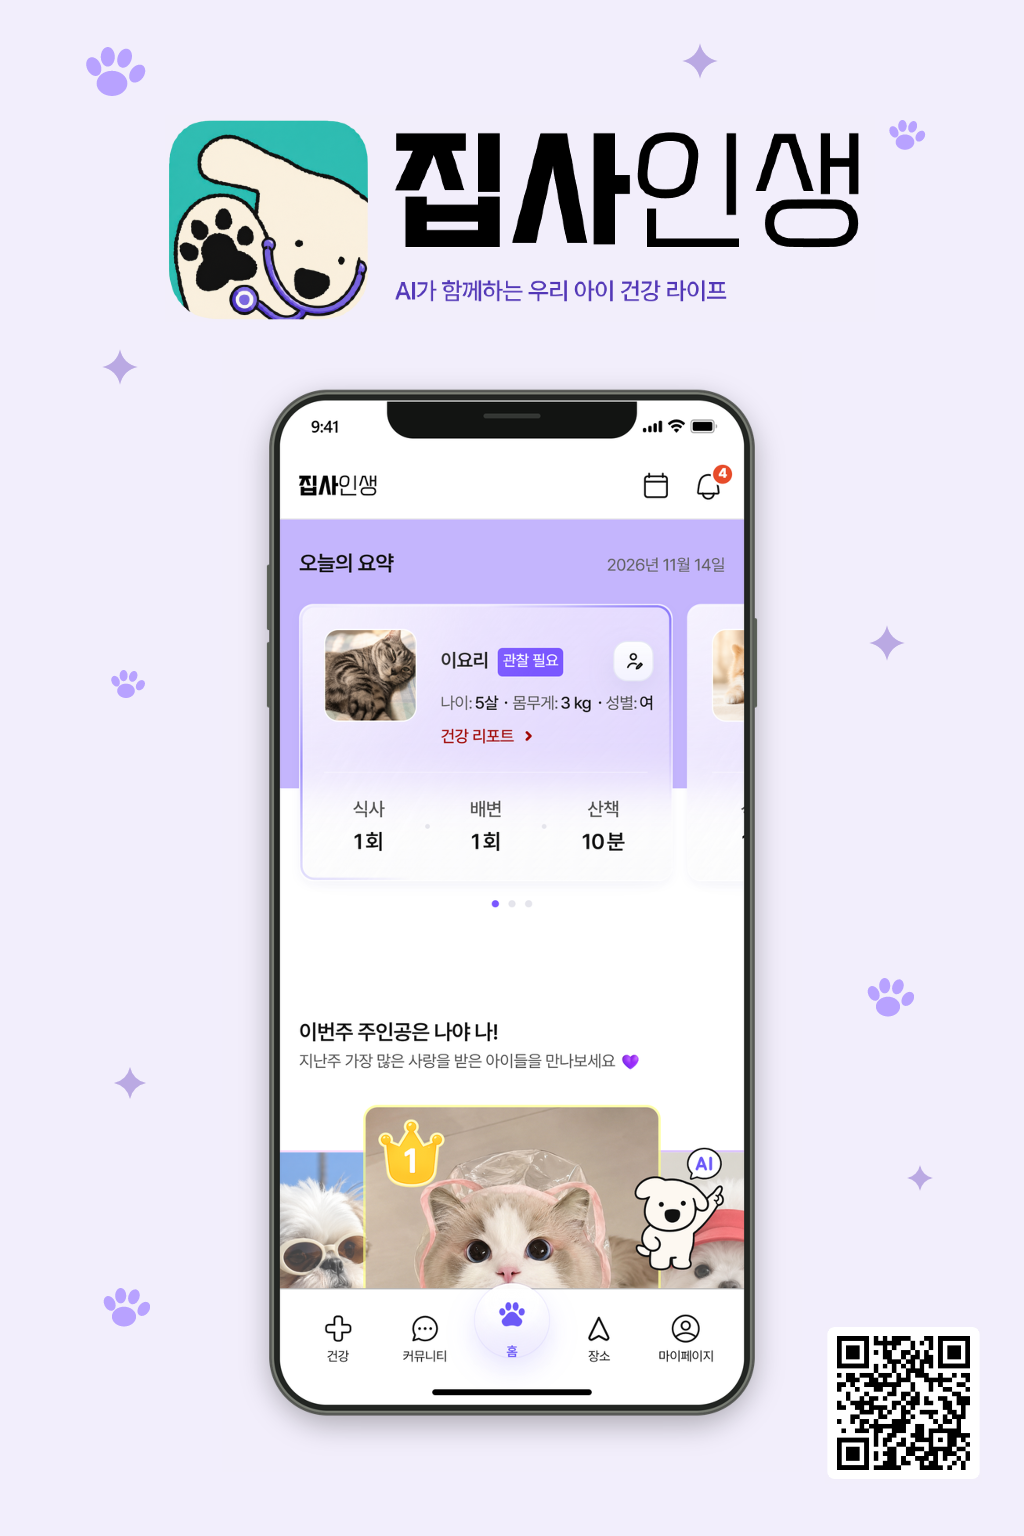 집사인생
AI가 함께하는 우리 아이 건강 라이프
9:41
집사인생
4
오늘의 요약
2026년 11월 14일
이요리 관찰 필요
나이: 5살 · 몸무게: 3 kg · 성별: 여
건강 리포트 >
식사 배변 산책
1회 1회 10분
이번주 주인공은 나야 나!
지난주 가장 많은 사랑을 받은 아이들을 만나보세요 💜
1
AI
건강 커뮤니티 홈 장소 마이페이지